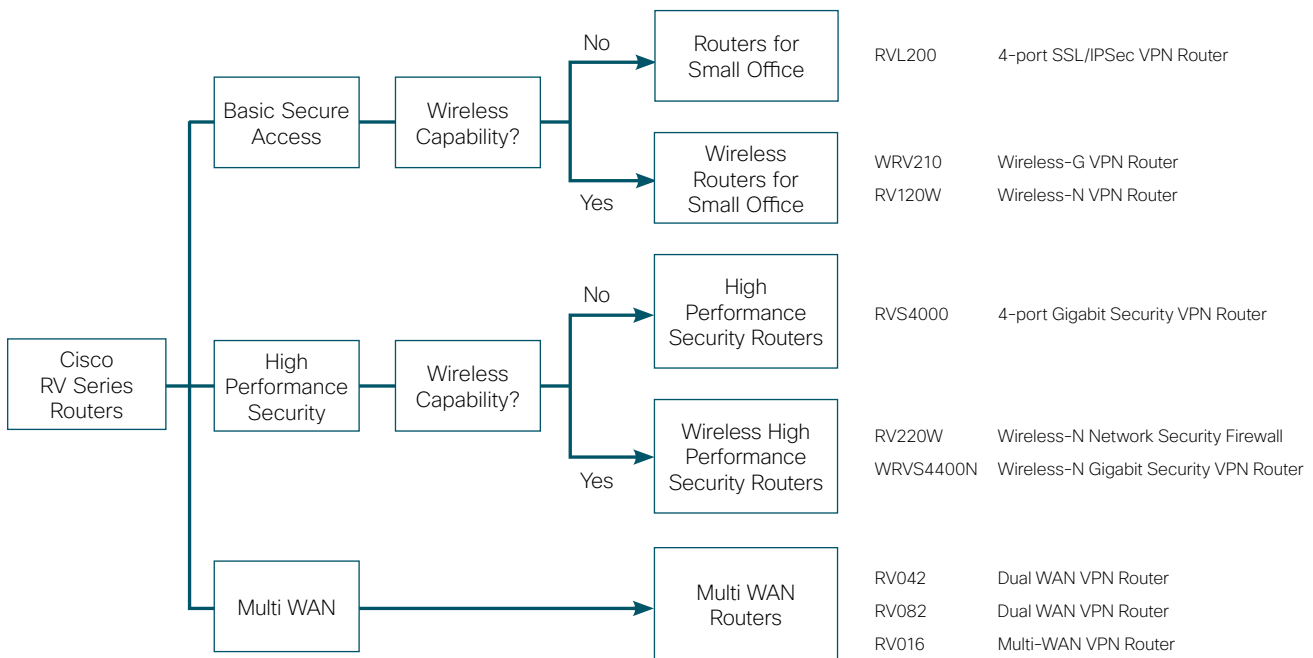 No
Routers for
Small Office
RVL200 4-port SSL/IPSec VPN Router
Basic Secure
Access
Wireless
Capability?
Yes
Wireless
Routers for
Small Office
WRV210 Wireless-G VPN Router
RV120W Wireless-N VPN Router
Cisco
RV Series
Routers
High
Performance
Security
Wireless
Capability?
No
High
Performance
Security Routers
RVS4000 4-port Gigabit Security VPN Router
Yes
Wireless High
Performance
Security Routers
RV220W Wireless-N Network Security Firewall
WRVS4400N Wireless-N Gigabit Security VPN Router
Multi WAN
Multi WAN
Routers
RV042 Dual WAN VPN Router
RV082 Dual WAN VPN Router
RV016 Multi-WAN VPN Router